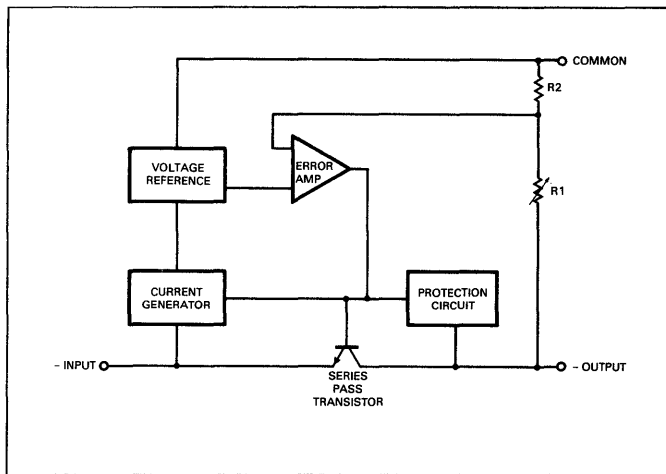 COMMON
R2
VOLTAGE
REFERENCE
ERROR
AMP
R1
CURRENT
GENERATOR
PROTECTION
CIRCUIT
- INPUT
SERIES
PASS
TRANSISTOR
- OUTPUT